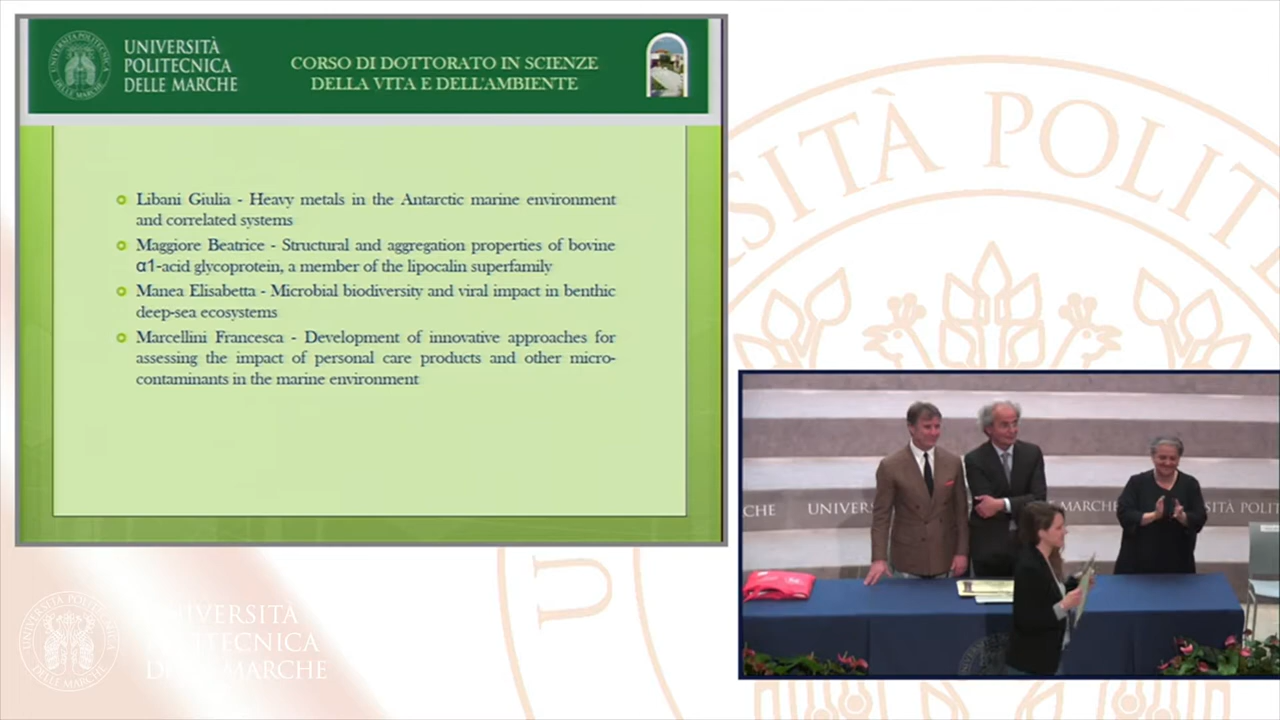 UNIVERSITÀ
POLITECNICA
DELLE MARCHE
CORSO DI DOTTORATO IN SCIENZE
DELLA VITA E DELL'AMBIENTE
Libani Giulia - Heavy metals in the Antarctic marine environment
and correlated systems
Maggiore Beatrice - Structural and aggregation properties of bovine
α1-acid glycoprotein, a member of the lipocalin superfamily
Manea Elisabetta - Microbial biodiversity and viral impact in benthic
deep-sea ecosystems
Marcellini Francesca - Development of innovative approaches for
assessing the impact of personal care products and other micro-
contaminants in the marine environment
SITÀ POLIT
U
CHE
UNIVERS
E MARCHE
SITÀ POLIT
UNIVERSITÀ
POLITECNICA
DELLE MARCHE